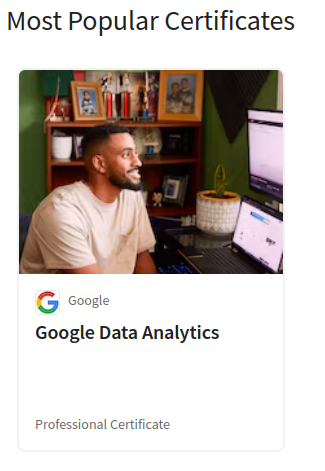 Most Popular Certificates
Google
Google Data Analytics
Professional Certificate